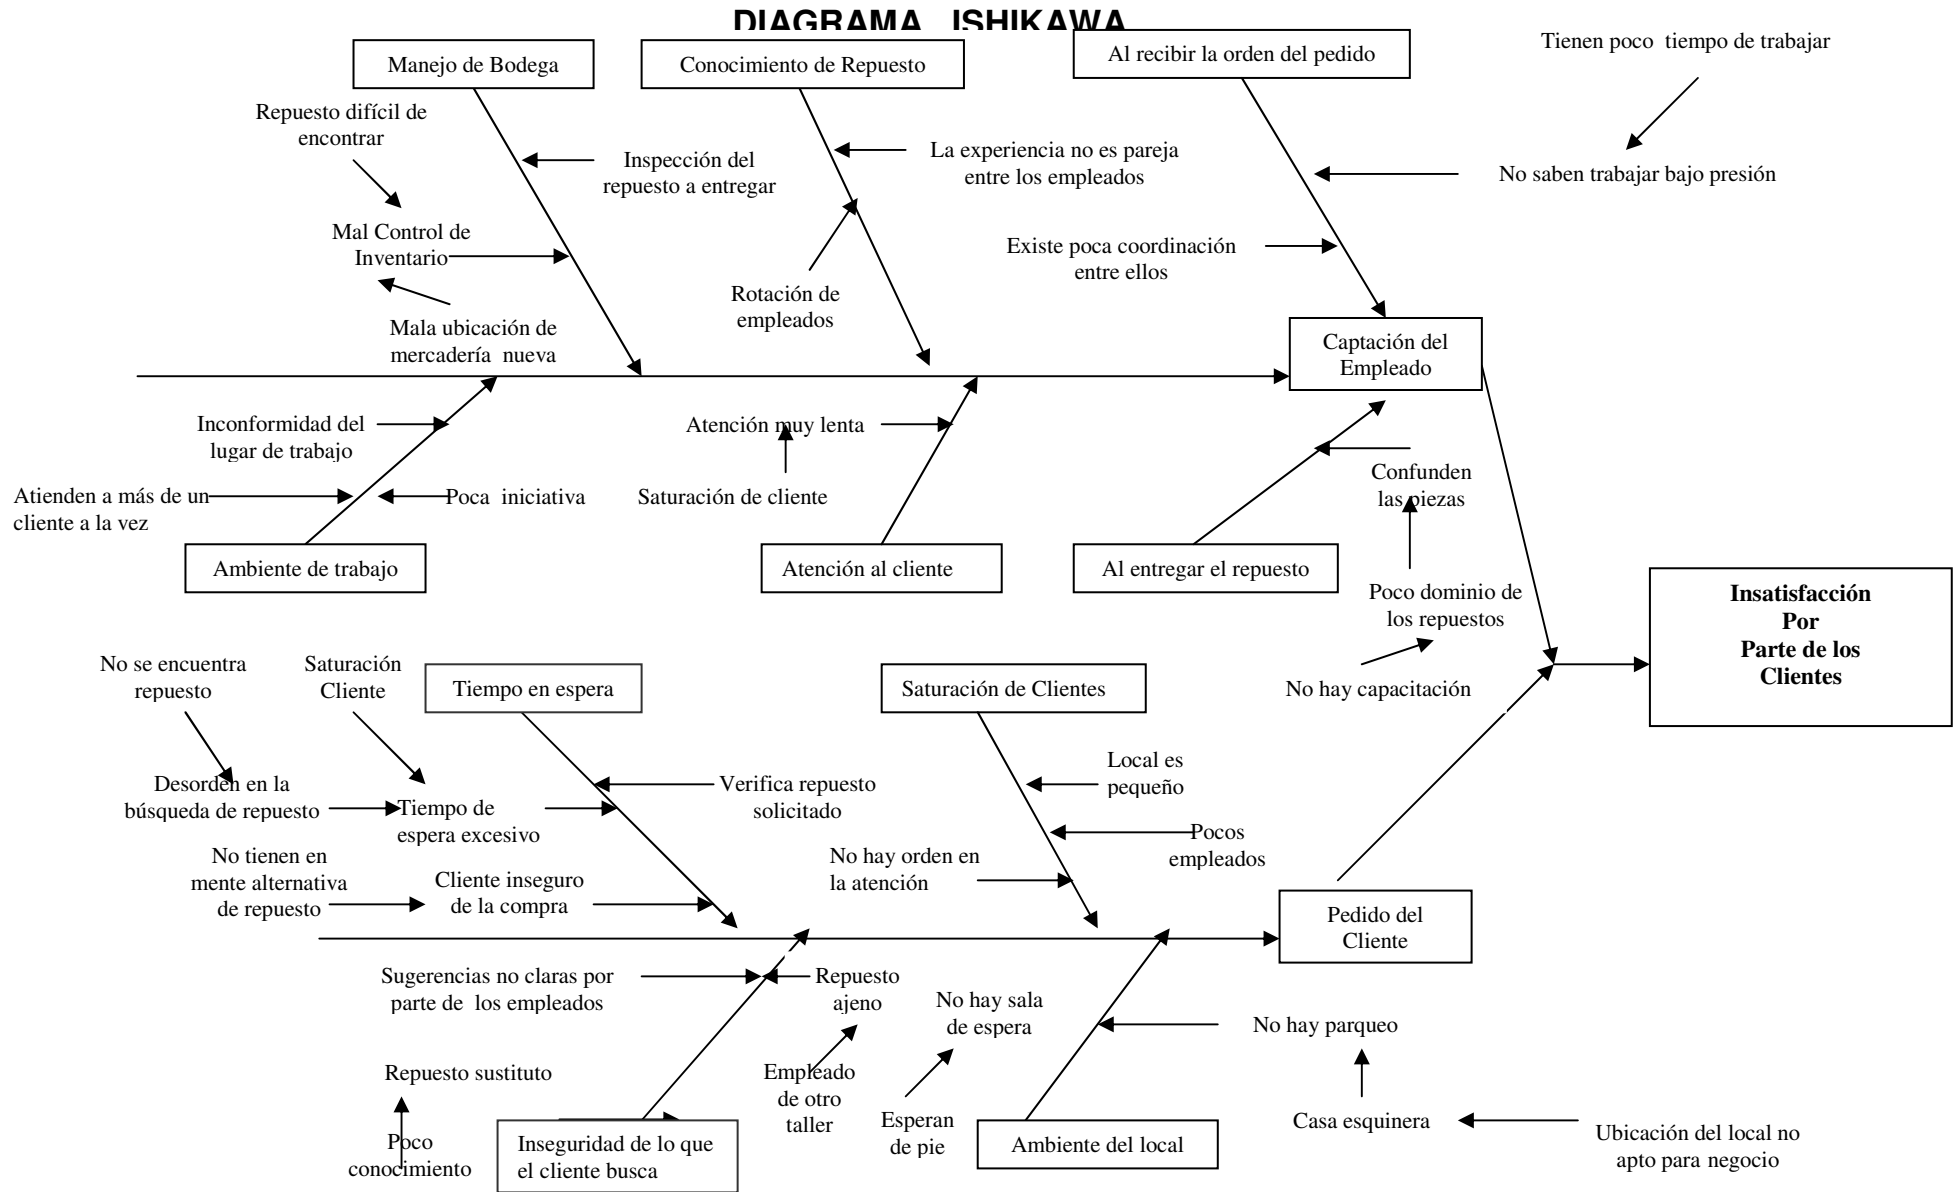 DIAGRAMA ISHIKAWA
Manejo de Bodega
Conocimiento de Repuesto
Al recibir la orden del pedido
Tienen poco tiempo de trabajar
Repuesto difícil de
encontrar
Inspección del
repuesto a entregar
La experiencia no es pareja
entre los empleados
No saben trabajar bajo presión
Mal Control de
Inventario
Existe poca coordinación
entre ellos
Rotación de
empleados
Mala ubicación de
mercadería nueva
Captación del
Empleado
Inconformidad del
lugar de trabajo
Atención muy lenta
Confunden
las piezas
Atienden a más de un
cliente a la vez
Poca iniciativa
Saturación de cliente
Ambiente de trabajo
Atención al cliente
Al entregar el repuesto
Poco dominio de
los repuestos
Insatisfacción
Por
Parte de los
Clientes
No se encuentra
repuesto
Saturación
Cliente
Tiempo en espera
Saturación de Clientes
No hay capacitación
Desorden en la
búsqueda de repuesto
Tiempo de
espera excesivo
Verifica repuesto
solicitado
Local es
pequeño
Pocos
empleados
No tienen en
mente alternativa
de repuesto
Cliente inseguro
de la compra
No hay orden en
la atención
Pedido del
Cliente
Sugerencias no claras por
parte de los empleados
Repuesto
ajeno
No hay sala
de espera
No hay parqueo
Repuesto sustituto
Empleado
de otro
taller
Esperan
de pie
Casa esquinera
Poco
conocimiento
Inseguridad de lo que
el cliente busca
Ambiente del local
Ubicación del local no
apto para negocio